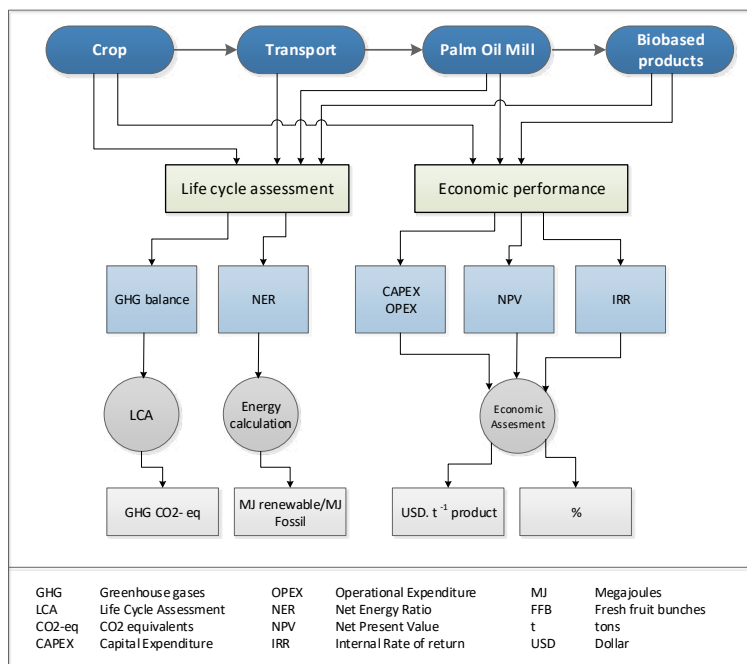 Crop
Transport
Palm Oil Mill
Biobased
products
Life cycle assessment
Economic performance
GHG balance
NER
CAPEX
OPEX
NPV
IRR
LCA
Energy
calculation
Economic
Assesment
GHG CO2- eq
MJ renewable/MJ
Fossil
USD. t -1 product
%
GHG Greenhouse gases OPEX Operational Expenditure MJ Megajoules
LCA Life Cycle Assessment NER Net Energy Ratio FFB Fresh fruit bunches
CO2-eq CO2 equivalents NPV Net Present Value t tons
CAPEX Capital Expenditure IRR Internal Rate of return USD Dollar